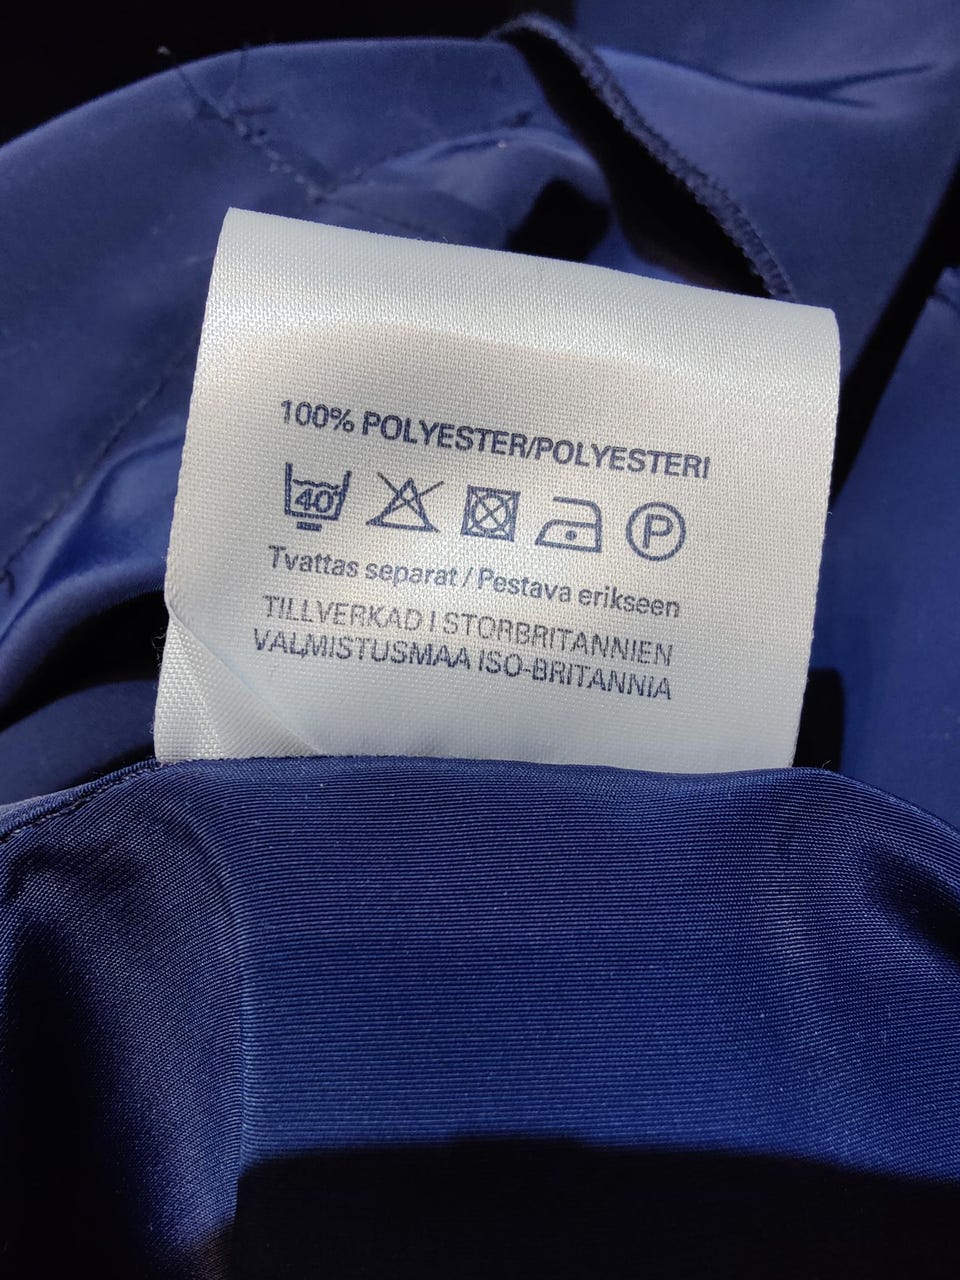 100% POLYESTER/POLYESTERI
40 P
Tvattas separat / Pestava erikseen
TILLVERKAD I STORBRITANNIEN
VALMISTUSMAA ISO-BRITANNIA